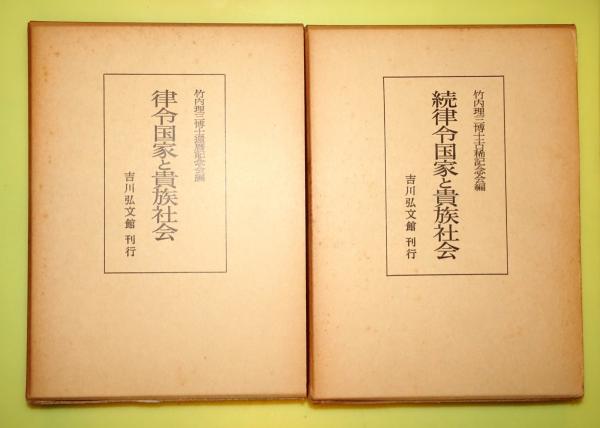 竹内理三博士還暦記念会編
律令国家と貴族社会
吉川弘文館 刊行
竹内理三博士古稀記念会編
続律令国家と貴族社会
吉川弘文館 刊行